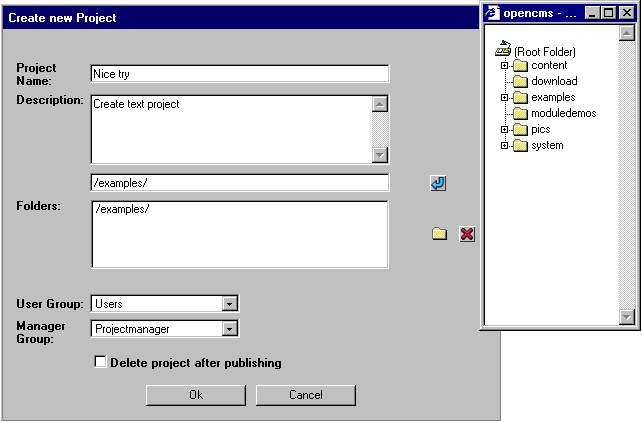 Create new Project
Project
Name:
Nice try
Description:
Create text project
/examples/
Folders:
/examples/
User Group:
Users
Manager
Group:
Projectmanager
Delete project after publishing
Ok
Cancel
opencms - ...
(Root Folder)
content
download
examples
moduledemos
pics
system